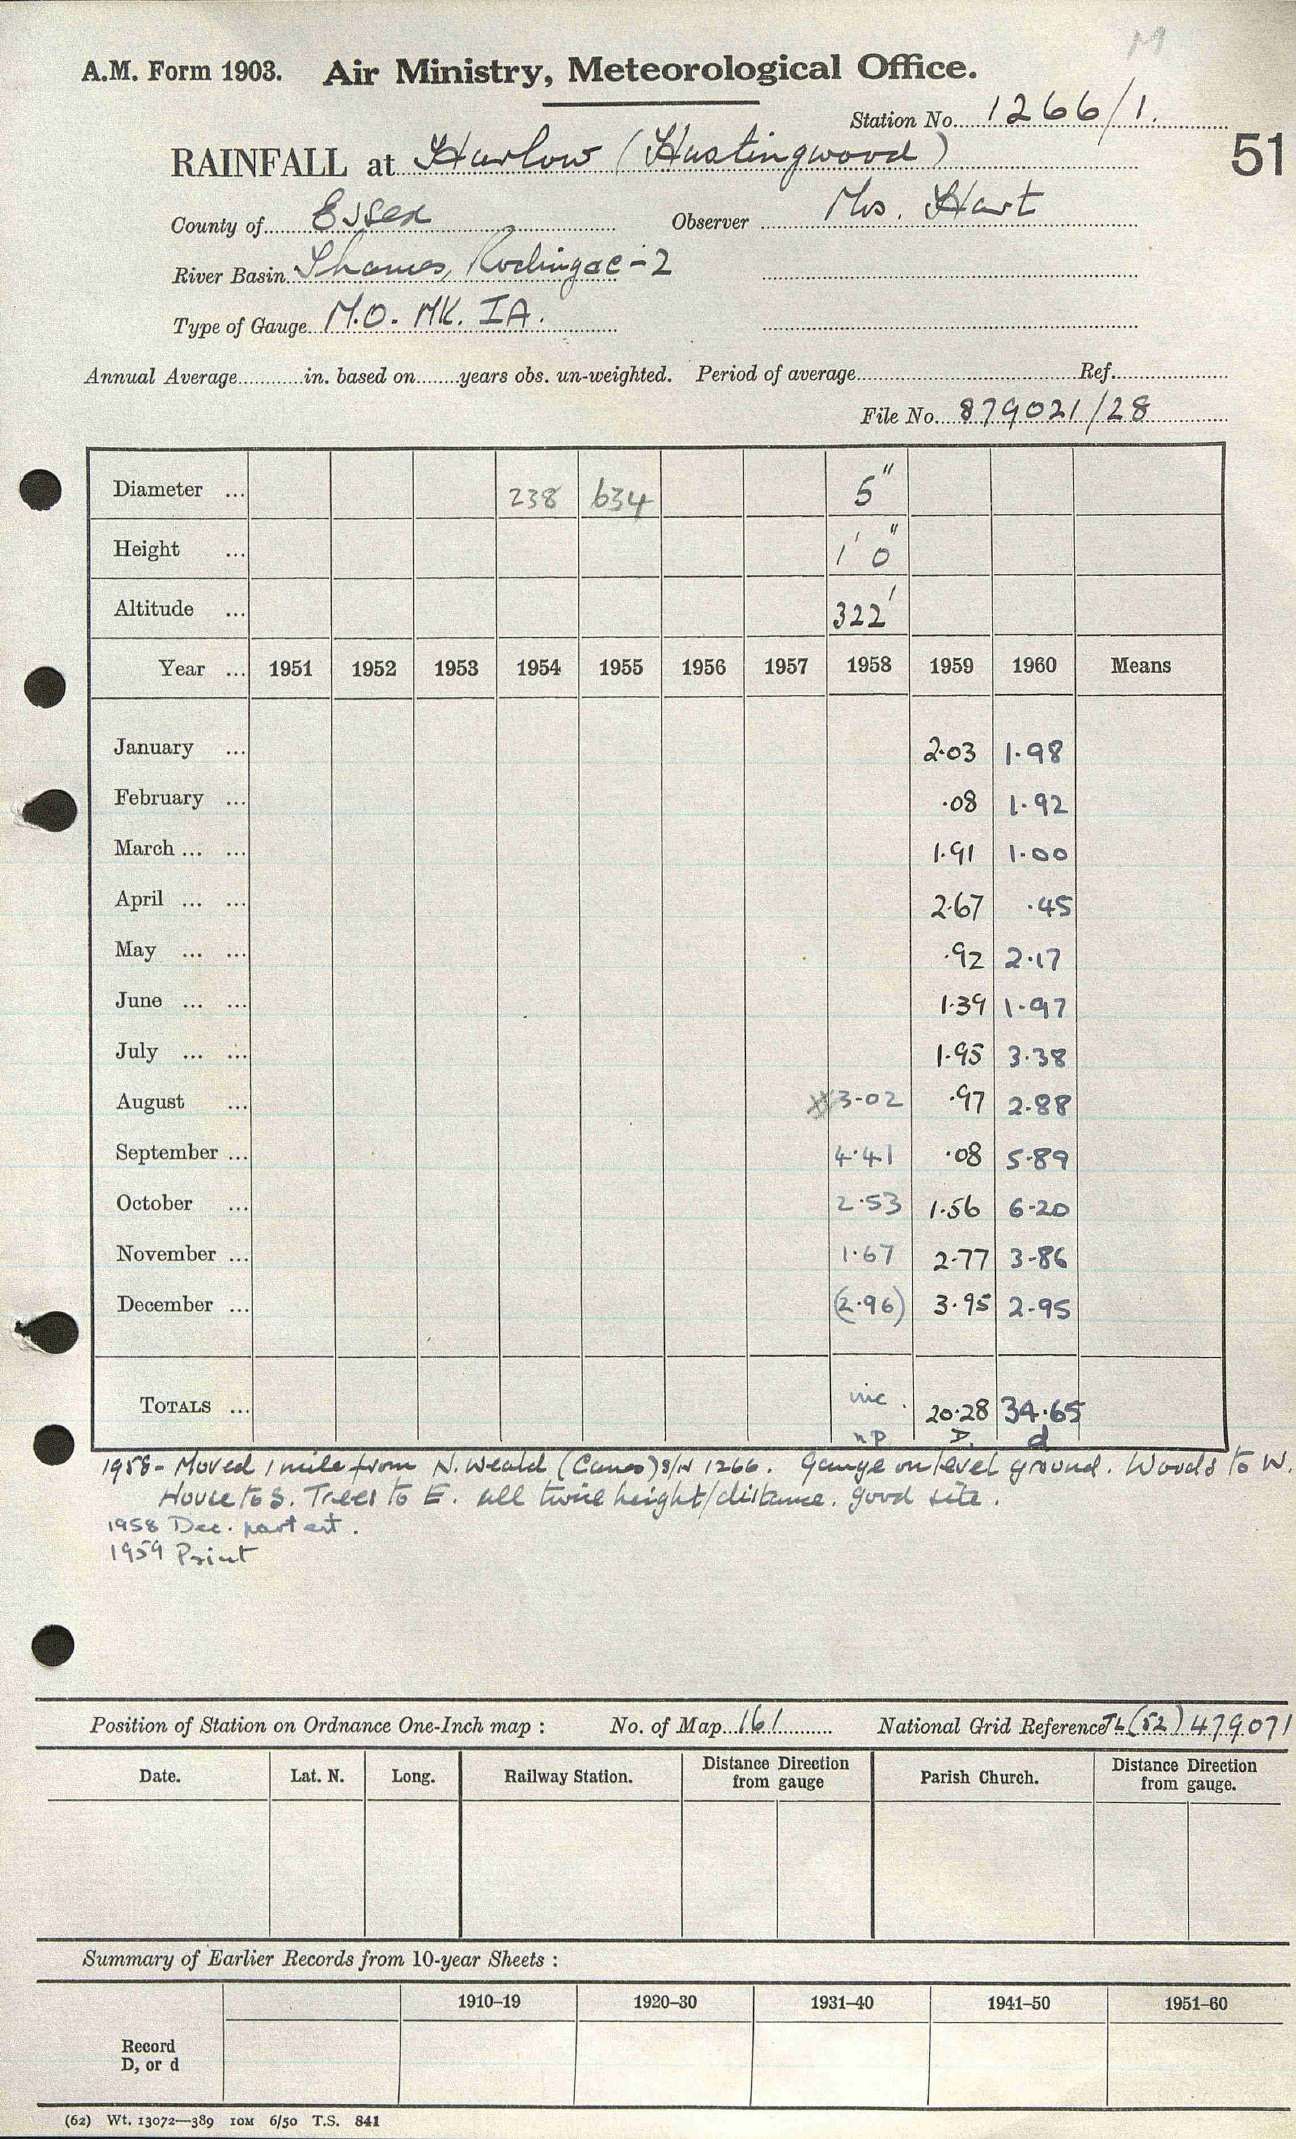 M
A.M. Form 1903. Air Ministry, Meteorological Office.
Station No. 1266/1.
51
RAINFALL at Harlow (Hastingwood)
County of Essex Observer Mrs. Hart
River Basin Thames, Roding ac-2
Type of Gauge M.O. MK. IA.
Annual Average in. based on years obs. un-weighted. Period of average Ref.
File No. 879021/28
Diameter ... 238 634 5"
Height ... 1' 0"
Altitude ... 322'
Year ... 1951 1952 1953 1954 1955 1956 1957 1958 1959 1960 Means
January ... 2.03 1.98
February ... .08 1.92
March ... ... 1.91 1.00
April ... ... 2.67 .45
May ... ... .92 2.17
June ... ... 1.39 1.97
July ... ... 1.95 3.38
August ... 3.02 .97 2.88
September ... 4.41 .08 5.89
October ... 2.53 1.56 6.20
November ... 1.67 2.77 3.86
December ... (2.96) 3.95 2.95
TOTALS ... inc. 20.28 34.65
np D. d
1958 - Moved 1 mile from N. Weald (Canes) S/N 1266. Gauge on level ground. Woods to W.
House to S. Trees to E. all twice height/distance. good site.
1958 Dec. part est.
1959 Print
Position of Station on Ordnance One-Inch map : No. of Map 161 National Grid Reference TL (52) 479071
Date. Lat. N. Long. Railway Station. Distance Direction from gauge Parish Church. Distance Direction from gauge.
Summary of Earlier Records from 10-year Sheets :
1910–19 1920–30 1931–40 1941–50 1951–60
Record
D, or d
(62) Wt. 13072—389 10M 6/50 T.S. 841